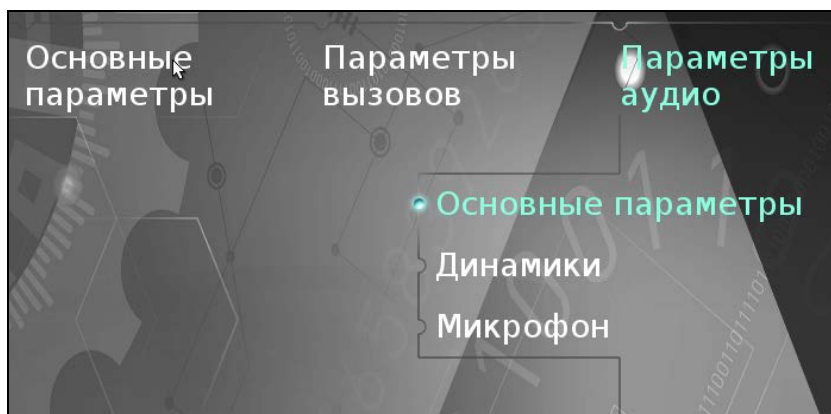 Основные
параметры
Параметры
вызовов
Параметры
аудио
Основные параметры
Динамики
Микрофон